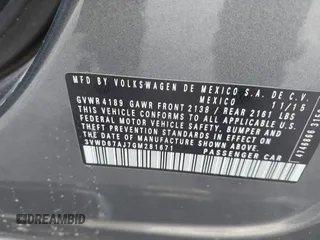 MFD BY VOLKSWAGEN DE MEXICO S.A. DE C.V.
MEXICO 11/15
GVWR 4189 GAWR FRONT 2138 / REAR 2161 LBS
THIS VEHICLE CONFORMS TO ALL APPLICABLE U.S.
FEDERAL MOTOR VEHICLE SAFETY, BUMPER AND
THEFT PREVENTION STANDARDS IN EFFECT ON THE
DATE OF MANUFACTURE SHOWN ABOVE.
3VWD67AJ7GM281671
PASSENGER CAR
DREAMBID